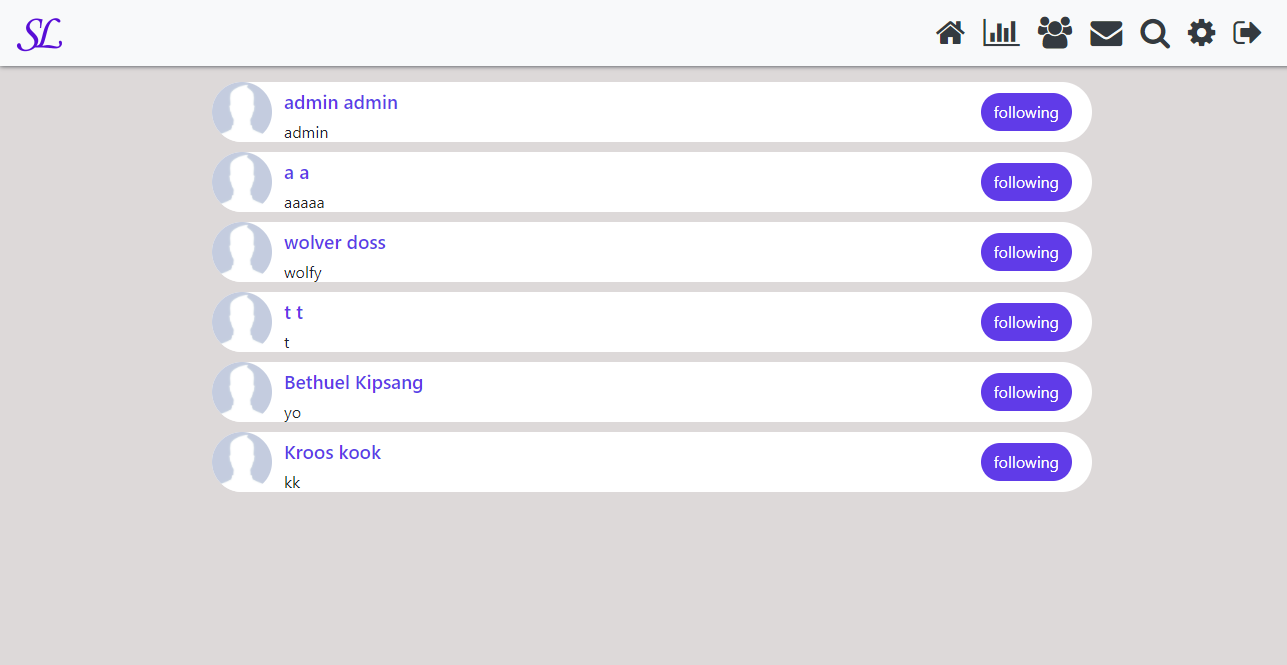 SL
admin admin
admin
following
a a
aaaaa
following
wolver doss
wolfy
following
t t
t
following
Bethuel Kipsang
yo
following
Kroos kook
kk
following